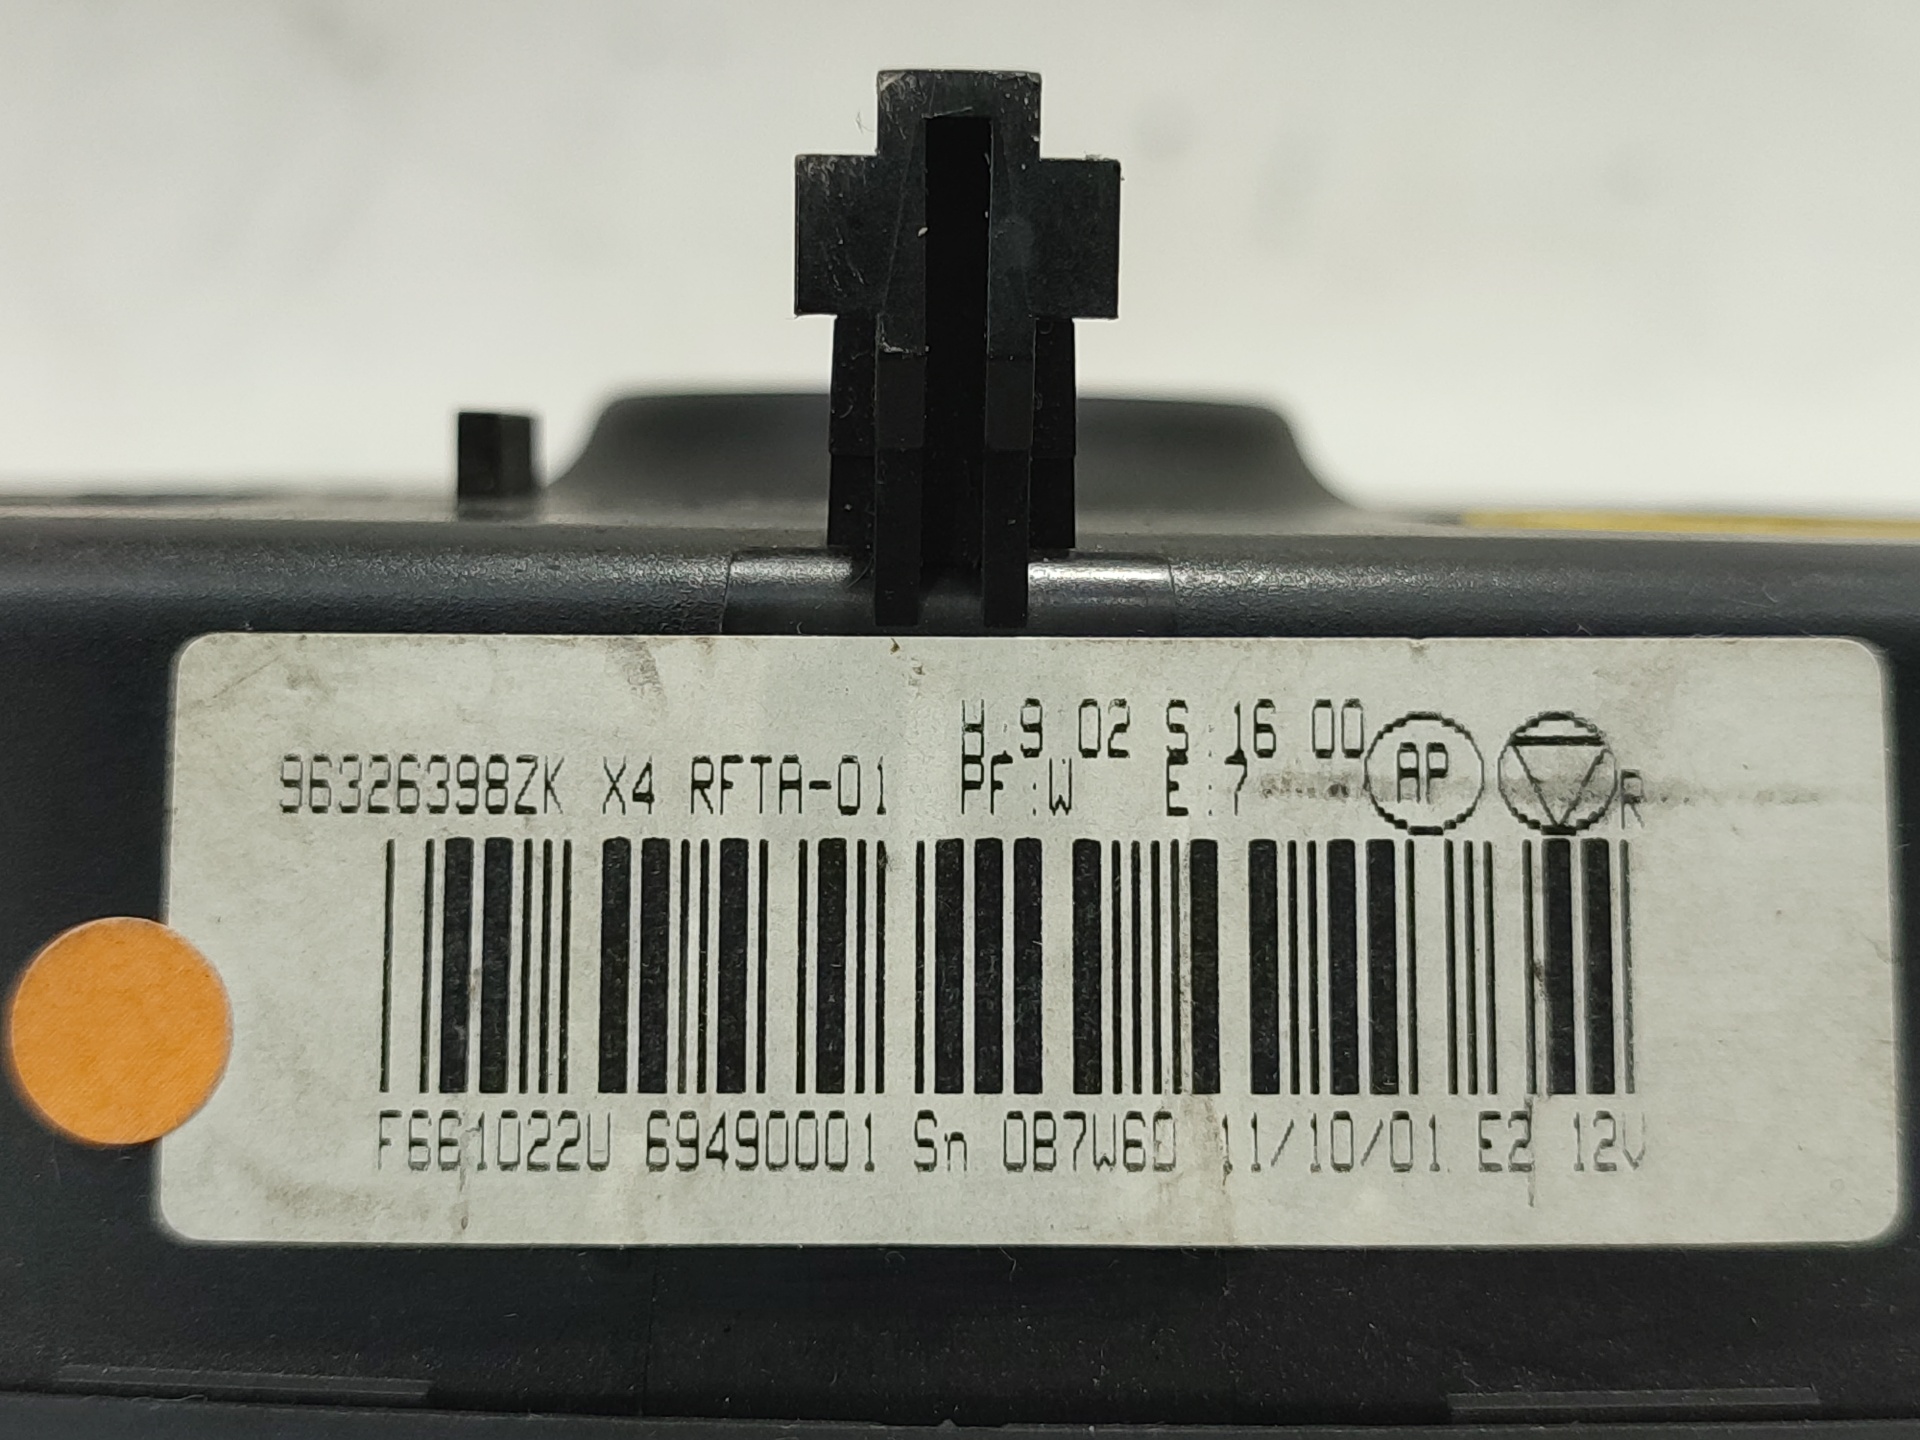 H:9.02 S:16.00
963263988ZK X4 RFTA-01 PF:W E:7 AP R
F661022U 69490001 Sn 0B7W6D 11/10/01 E2 12V